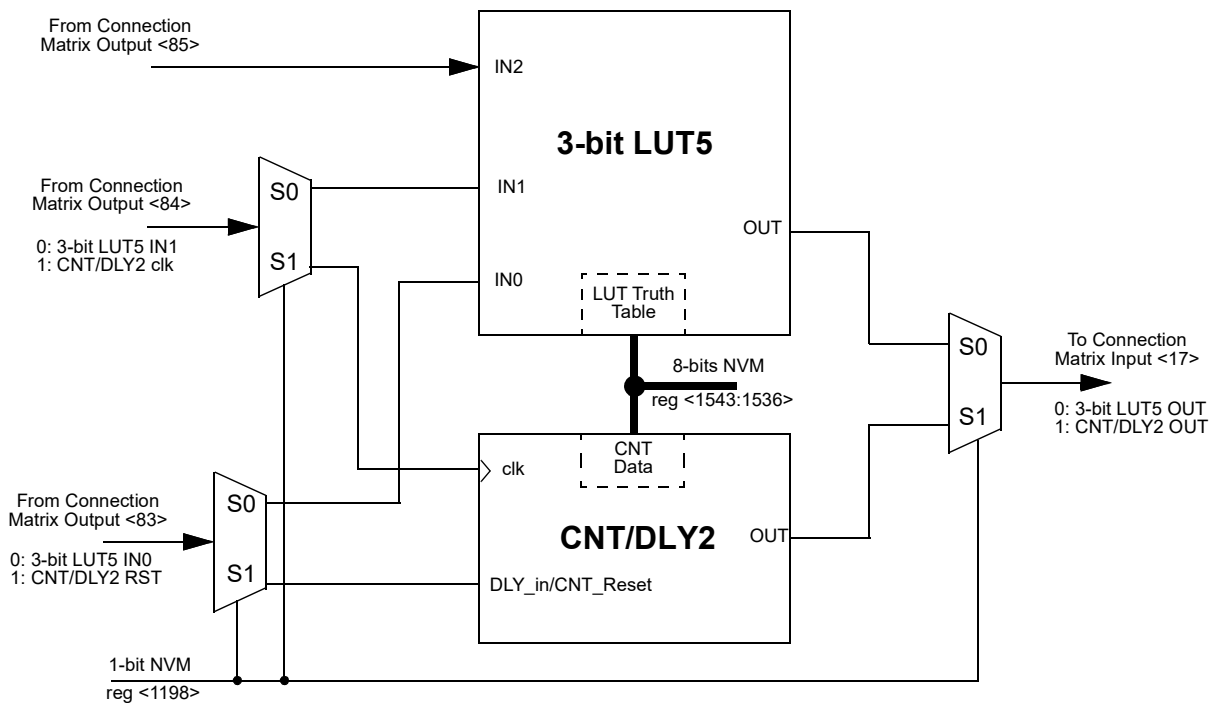 From Connection
Matrix Output <85>
IN2
3-bit LUT5
From Connection
Matrix Output <84>
0: 3-bit LUT5 IN1
1: CNT/DLY2 clk
S0
S1
IN1
OUT
IN0
LUT Truth
Table
8-bits NVM
reg <1543:1536>
S0
S1
To Connection
Matrix Input <17>
0: 3-bit LUT5 OUT
1: CNT/DLY2 OUT
CNT
Data
clk
CNT/DLY2
OUT
From Connection
Matrix Output <83>
0: 3-bit LUT5 IN0
1: CNT/DLY2 RST
S0
S1
DLY_in/CNT_Reset
1-bit NVM
reg <1198>